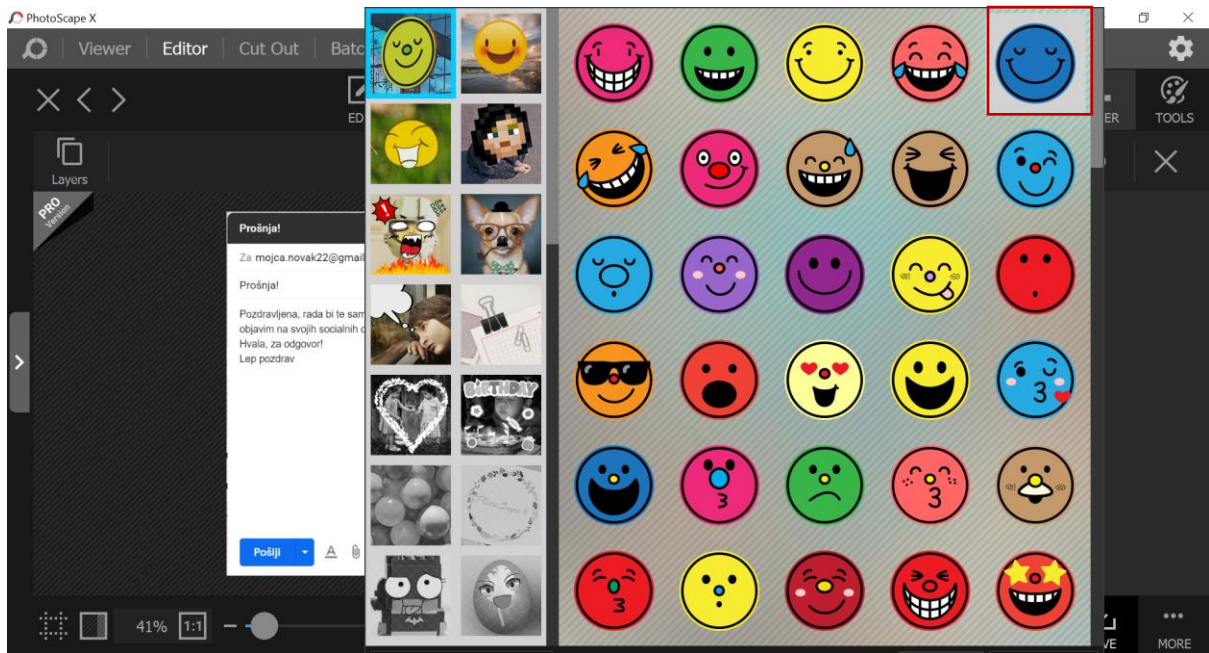 PhotoScape X
Viewer
Editor
Cut Out
Batc
ED
ER
TOOLS
Layers
PRO
Version
Prošnja!
Za mojca.novak22@gmail
Prošnja!
Pozdravljena, rada bi te sam
objavim na svojih socialnih o
Hvala, za odgovor!
Lep pozdrav
Pošlji
A
BIRTHDAY
PhotoScape X
41%
1:1
VE
MORE